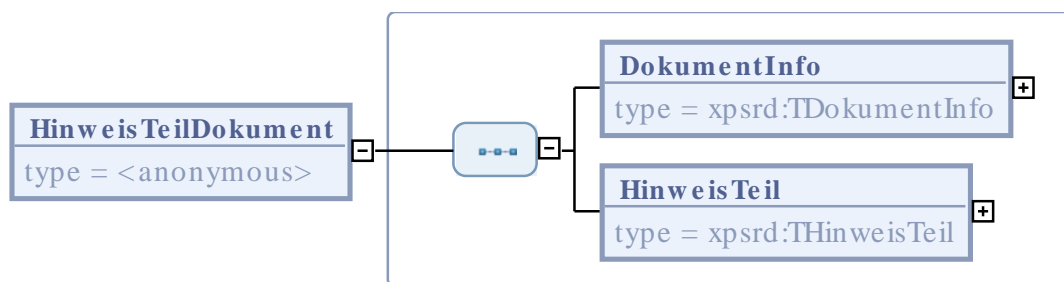 DokumentInfo
type = xpsrd:TDokumentInfo
HinweisTeilDokument
type = <anonymous>
HinweisTeil
type = xpsrd:THinweisTeil